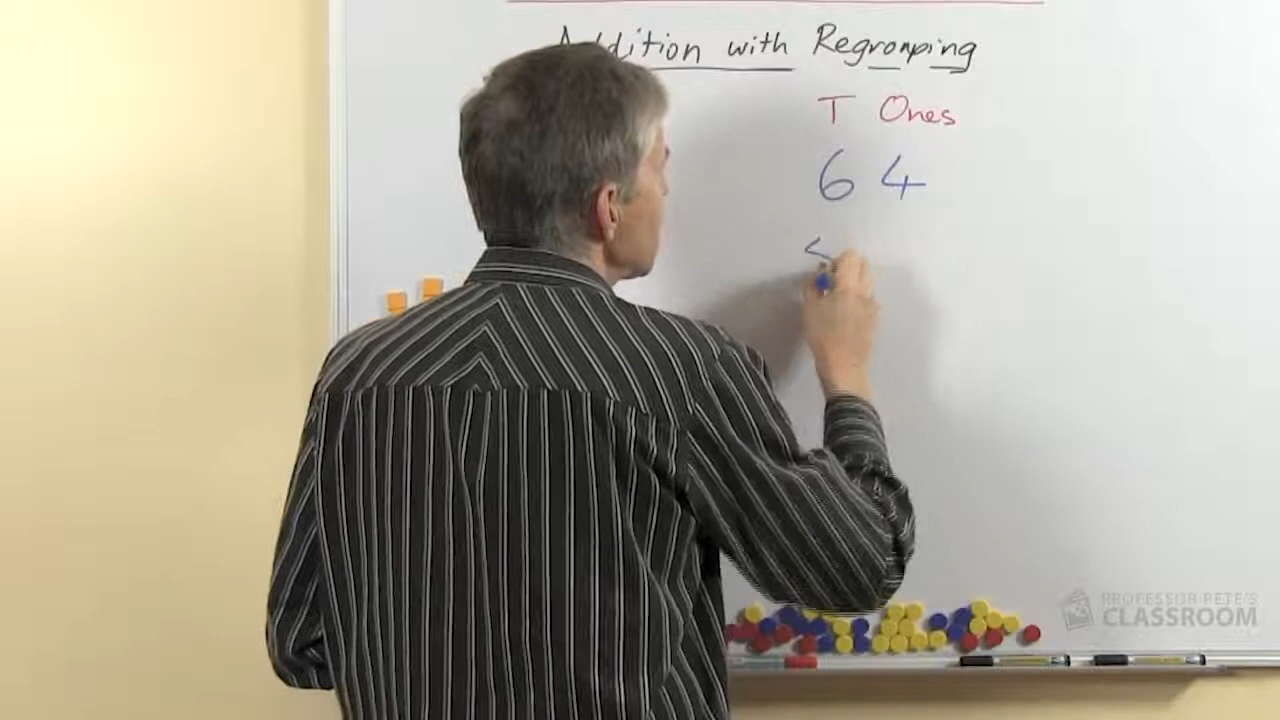 Addition with Regrouping
T Ones
6 4
PROFESSOR PETE'S
CLASSROOM